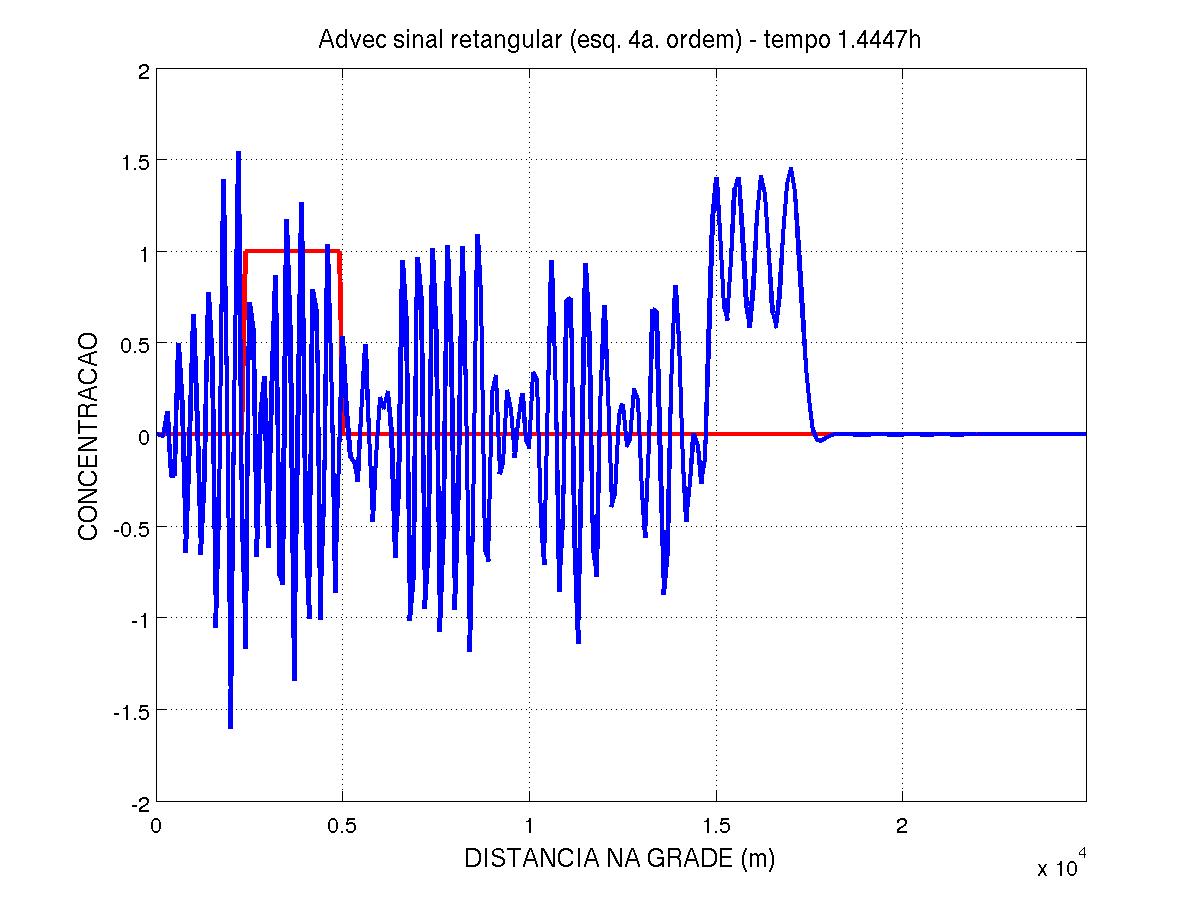 Advec sinal retangular (esq. 4a. ordem) - tempo 1.4447h
2
1.5
1
0.5
0
-0.5
-1
-1.5
-2
CONCENTRACAO
0 0.5 1 1.5 2
DISTANCIA NA GRADE (m)
x 10^4